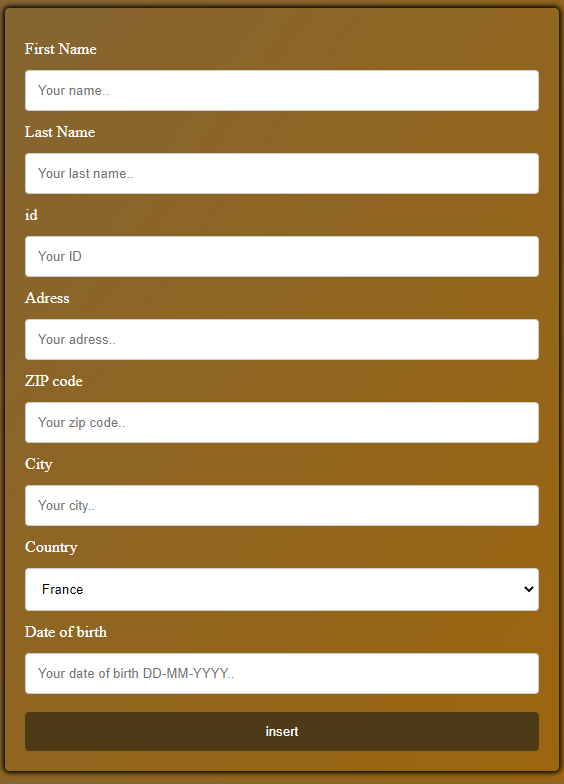 First Name
Your name..
Last Name
Your last name..
id
Your ID
Adress
Your adress..
ZIP code
Your zip code..
City
Your city..
Country
France
Date of birth
Your date of birth DD-MM-YYYY..
insert